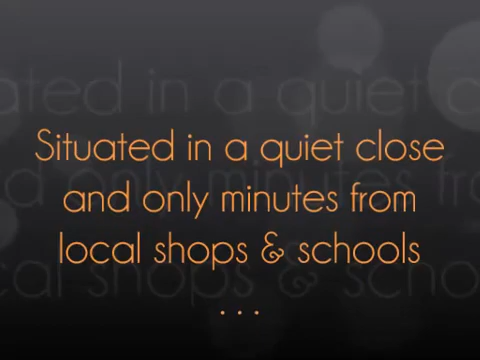 Situated in a quiet close
and only minutes from
local shops & schools
. . .